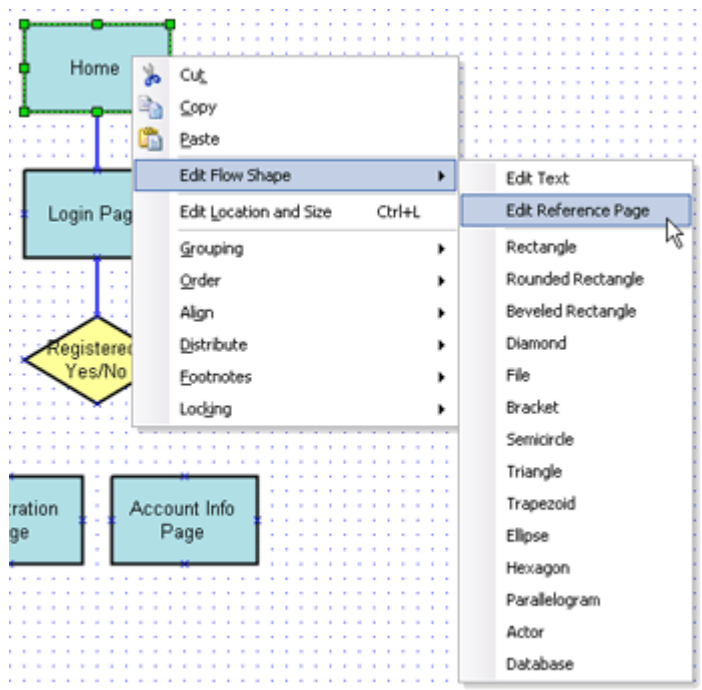 Home
Login Pag
Registered
Yes/No
ration
ge
Account Info
Page
Cut
Copy
Paste
Edit Flow Shape
Edit Location and Size Ctrl+L
Grouping
Order
Align
Distribute
Footnotes
Locking
Edit Text
Edit Reference Page
Rectangle
Rounded Rectangle
Beveled Rectangle
Diamond
File
Bracket
Semicircle
Triangle
Trapezoid
Ellipse
Hexagon
Parallelogram
Actor
Database